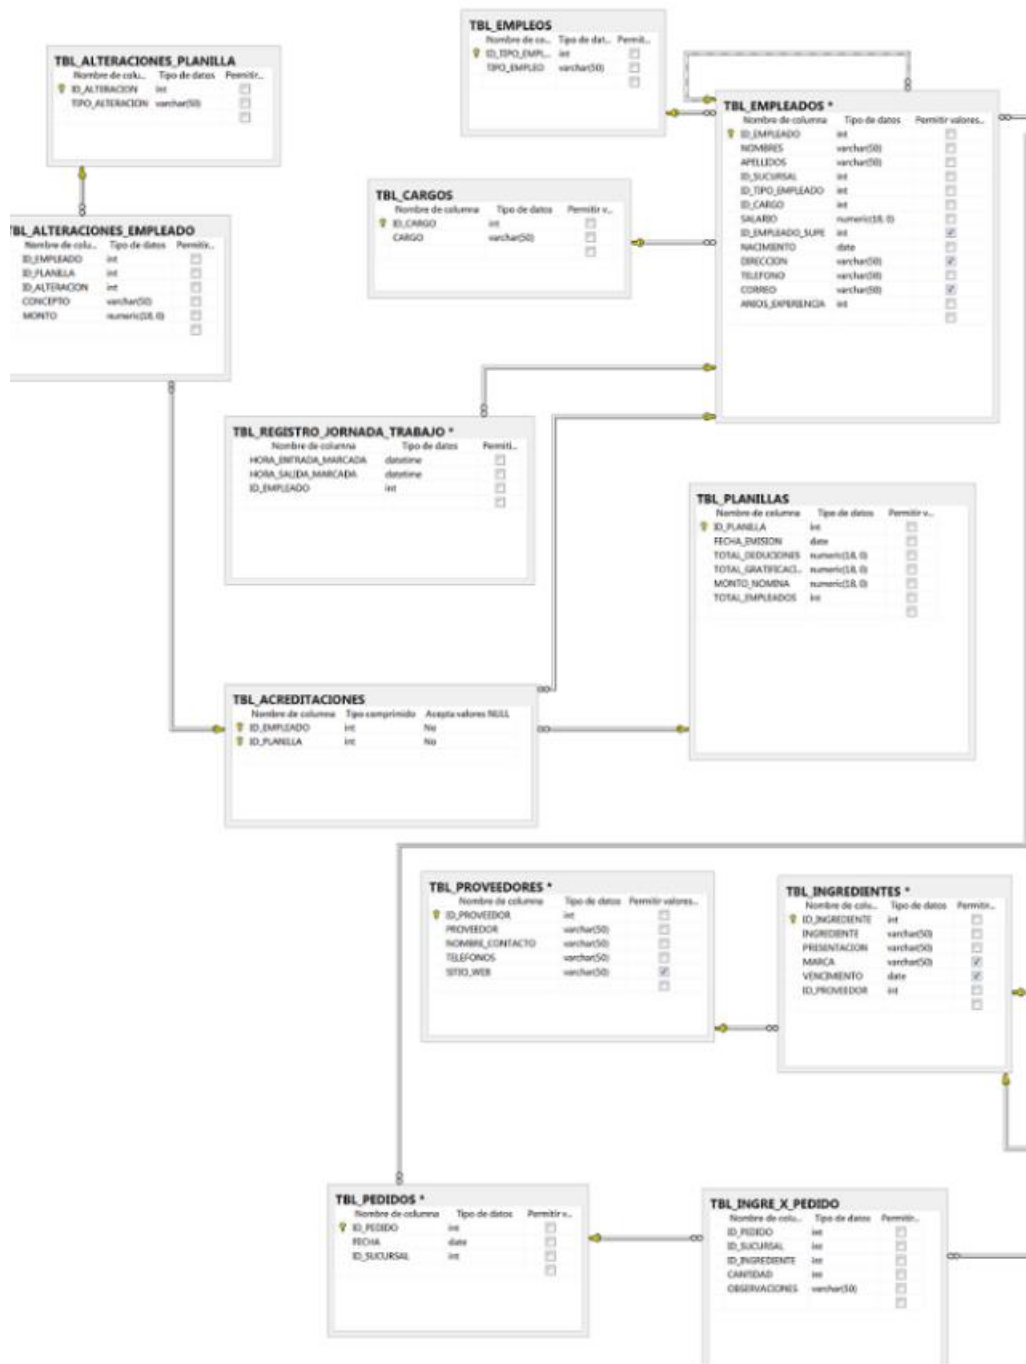 TBL_EMPLEOS
Nombre de co... Tipo de dat... Permit...
ID_TIPO_EMPL... int
TIPO_EMPLEO varchar(50)
TBL_ALTERACIONES_PLANILLA
Nombre de colu... Tipo de datos Permitir...
ID_ALTERACION int
TIPO_ALTERACION varchar(50)
TBL_EMPLEADOS *
Nombre de columna Tipo de datos Permitir valores...
ID_EMPLEADO int
NOMBRES varchar(50)
APELLIDOS varchar(50)
ID_SUCURSAL int
ID_TIPO_EMPLEADO int
ID_CARGO int
SALARIO numeric(18, 0)
ID_EMPLEADO_SUPE int
NACIMIENTO date
DIRECCION varchar(50)
TELEFONO varchar(50)
CORREO varchar(50)
ANIOS_EXPERIENCIA int
TBL_CARGOS
Nombre de columna Tipo de datos Permitir v...
ID_CARGO int
CARGO varchar(50)
TBL_ALTERACIONES_EMPLEADO
Nombre de colu... Tipo de datos Permitir...
ID_EMPLEADO int
ID_PLANILLA int
ID_ALTERACION int
CONCEPTO varchar(50)
MONTO numeric(18, 0)
TBL_REGISTRO_JORNADA_TRABAJO *
Nombre de columna Tipo de datos Permiti...
HORA_ENTRADA_MARCADA datetime
HORA_SALIDA_MARCADA datetime
ID_EMPLEADO int
TBL_PLANILLAS
Nombre de columna Tipo de datos Permitir v...
ID_PLANILLA int
FECHA_EMISION date
TOTAL_DEDUCIONES numeric(18, 0)
TOTAL_GRATIFICACI... numeric(18, 0)
MONTO_NOMINA numeric(18, 0)
TOTAL_EMPLEADOS int
TBL_ACREDITACIONES
Nombre de columna Tipo comprimido Acepta valores NULL
ID_EMPLEADO int No
ID_PLANILLA int No
TBL_PROVEEDORES *
Nombre de columna Tipo de datos Permitir valores...
ID_PROVEEDOR int
PROVEEDOR varchar(50)
NOMBRE_CONTACTO varchar(50)
TELEFONOS varchar(50)
SITIO_WEB varchar(50)
TBL_INGREDIENTES *
Nombre de colu... Tipo de datos Permitir...
ID_INGREDIENTE int
INGREDIENTE varchar(50)
PRESENTACION varchar(50)
MARCA varchar(50)
VENCIMIENTO date
ID_PROVEEDOR int
TBL_PEDIDOS *
Nombre de columna Tipo de datos Permitir v...
ID_PEDIDO int
FECHA date
ID_SUCURSAL int
TBL_INGRE_X_PEDIDO
Nombre de colu... Tipo de datos Permitir...
ID_PEDIDO int
ID_SUCURSAL int
ID_INGREDIENTE int
CANTIDAD int
OBSERVACIONES varchar(50)